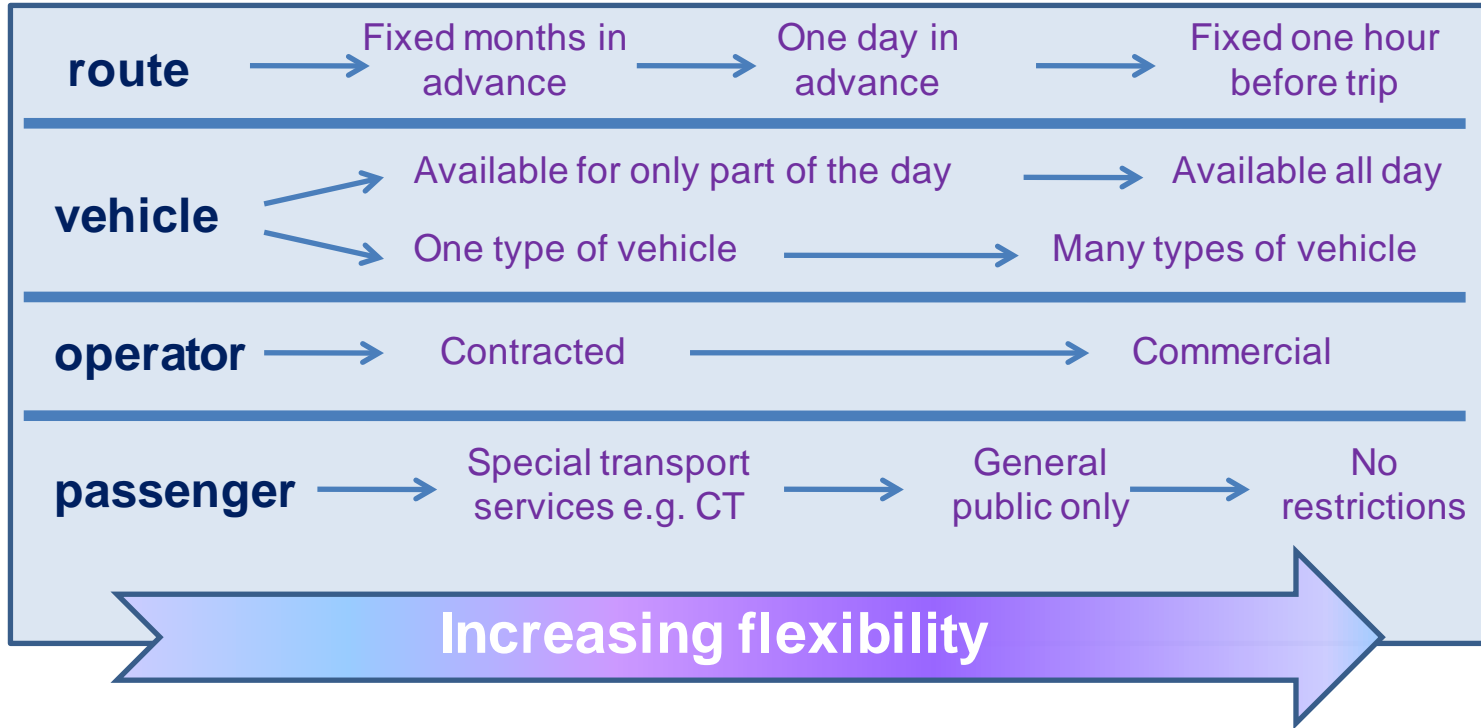 route
Fixed months in
advance
One day in
advance
Fixed one hour
before trip
vehicle
Available for only part of the day
Available all day
One type of vehicle
Many types of vehicle
operator
Contracted
Commercial
passenger
Special transport
services e.g. CT
General
public only
No
restrictions
Increasing flexibility